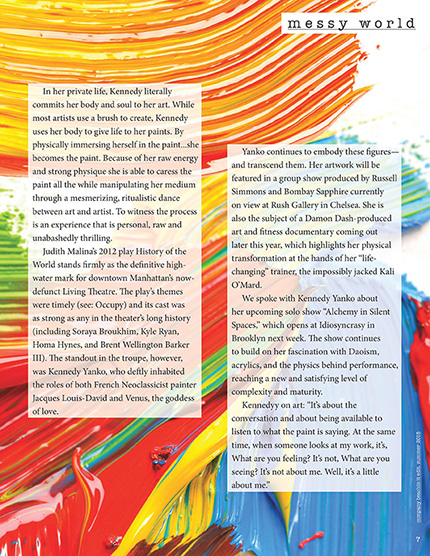 messy world
In her private life, Kennedy literally
commits her body and soul to her art. While
most artists use a brush to create, Kennedy
uses her body to give life to her paints. By
physically immersing herself in the paint...she
becomes the paint. Because of her raw energy
and strong physique she is able to caress the
paint all the while manipulating her medium
through a mesmerizing, ritualistic dance
between art and artist. To witness the process
is an experience that is personal, raw and
unabashedly thrilling.
Judith Malina's 2012 play History of the
World stands firmly as the definitive high-
water mark for downtown Manhattan's now-
defunct Living Theatre. The play's themes
were timely (see: Occupy) and its cast was
as strong as any in the theater's long history
(including Soraya Broukhim, Kyle Ryan,
Homa Hynes, and Brent Wellington Barker
III). The standout in the troupe, however,
was Kennedy Yanko, who deftly inhabited
the roles of both French Neoclassicist painter
Jacques Louis-David and Venus, the goddess
of love.
Yanko continues to embody these figures—
and transcend them. Her artwork will be
featured in a group show produced by Russell
Simmons and Bombay Sapphire currently
on view at Rush Gallery in Chelsea. She is
also the subject of a Damon Dash- produced
art and fitness documentary coming out
later this year, which highlights her physical
transformation at the hands of her "life-
changing" trainer, the impossibly jacked Kali
O'Mard.
We spoke with Kennedy Yanko about
her upcoming solo show "Alchemy in Silent
Spaces," which opens at Idiosyncrasy in
Brooklyn next week. The show continues
to build on her fascination with Daoism,
acrylics, and the physics behind performance,
reaching a new and satisfying level of
complexity and maturity.
Kennedyy on art: "It's about the
conversation and about being available to
listen to what the paint is saying. At the same
time, when someone looks at my work, it's,
What are you feeling? It's not, What are you
seeing? It's not about me. Well, it's a little
about me."
summer 2015
7